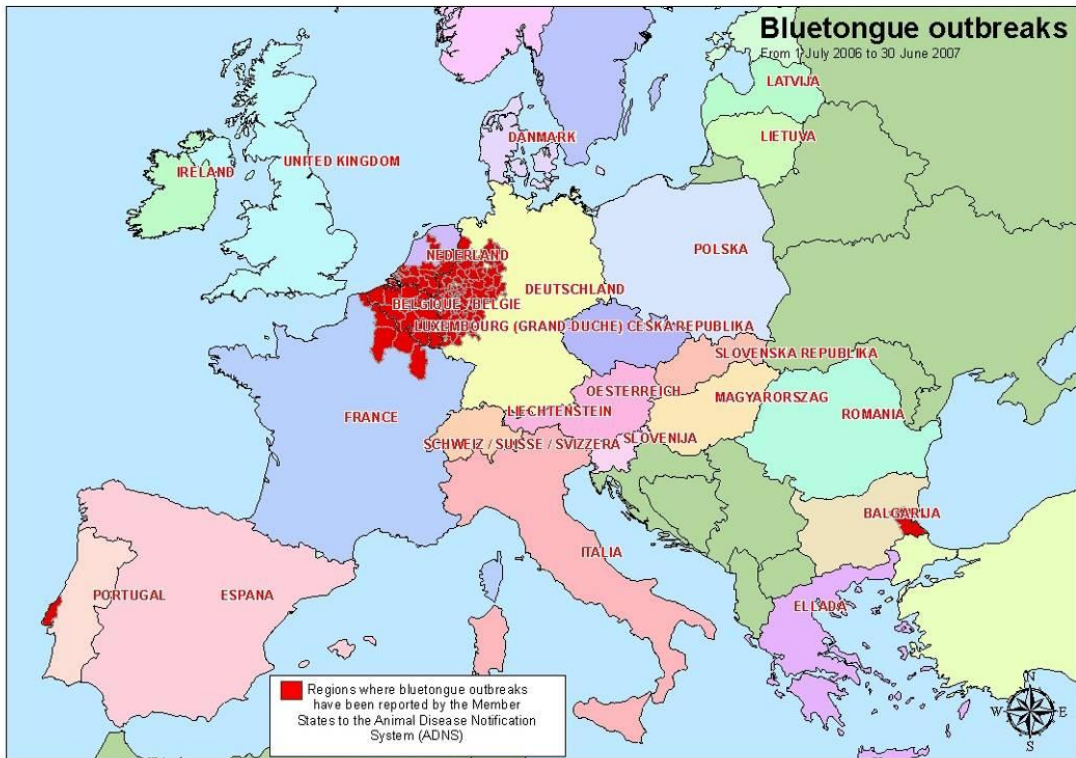 Bluetongue outbreaks
From 1 July 2006 to 30 June 2007
LATVIJA
LIETUVA
DANMARK
UNITED KINGDOM
IRELAND
POLSKA
NEDERLAND
DEUTSCHLAND
BELGIQUE / BELGIE
LUXEMBOURG (GRAND-DUCHE)
CESKA REPUBLIKA
SLOVENSKA REPUBLIKA
OESTERREICH
MAGYARORSZAG
ROMANIA
FRANCE
LIECHTENSTEIN
SCHWEIZ / SUISSE / SVIZZERA
SLOVENIJA
BALGARIJA
ITALIA
PORTUGAL
ESPANA
ELLADA
Regions where bluetongue outbreaks
have been reported by the Member
States to the Animal Disease Notification
System (ADNS)
N
W
E
S